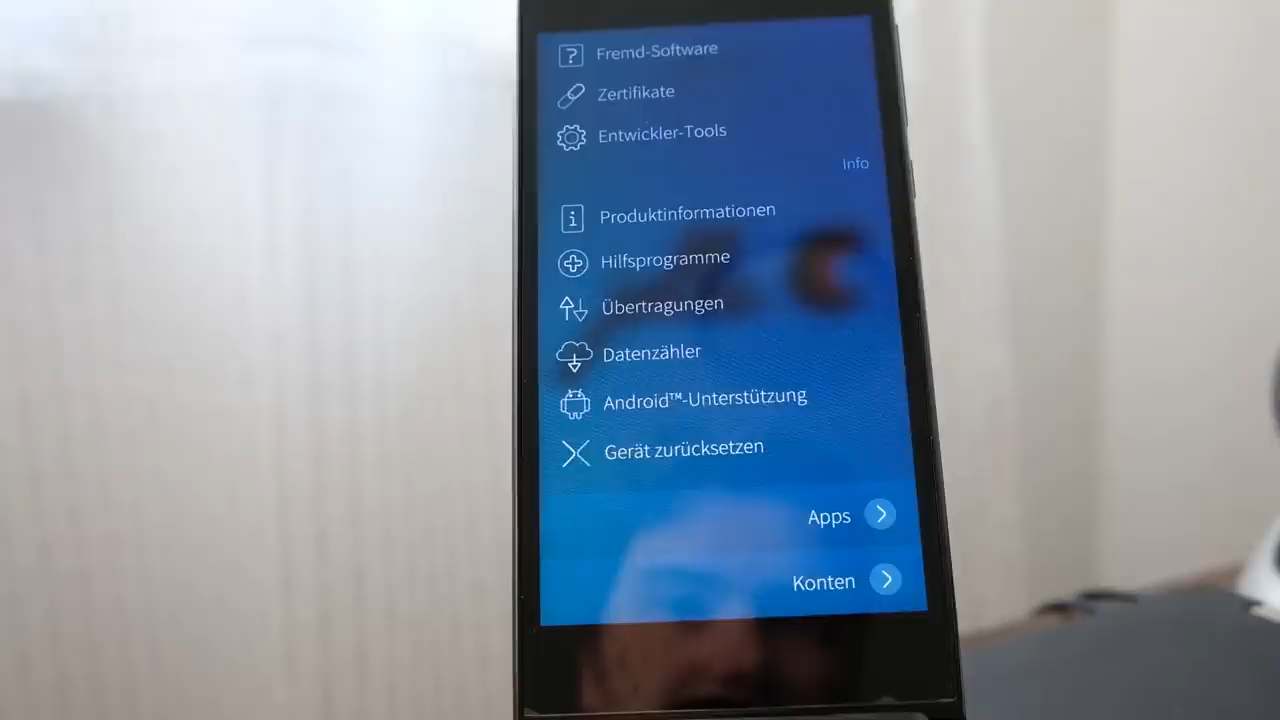 Fremd-Software
Zertifikate
Entwickler-Tools
Info
Produktinformationen
Hilfsprogramme
Übertragungen
Datenzähler
Android™-Unterstützung
Gerät zurücksetzen
Apps
Konten